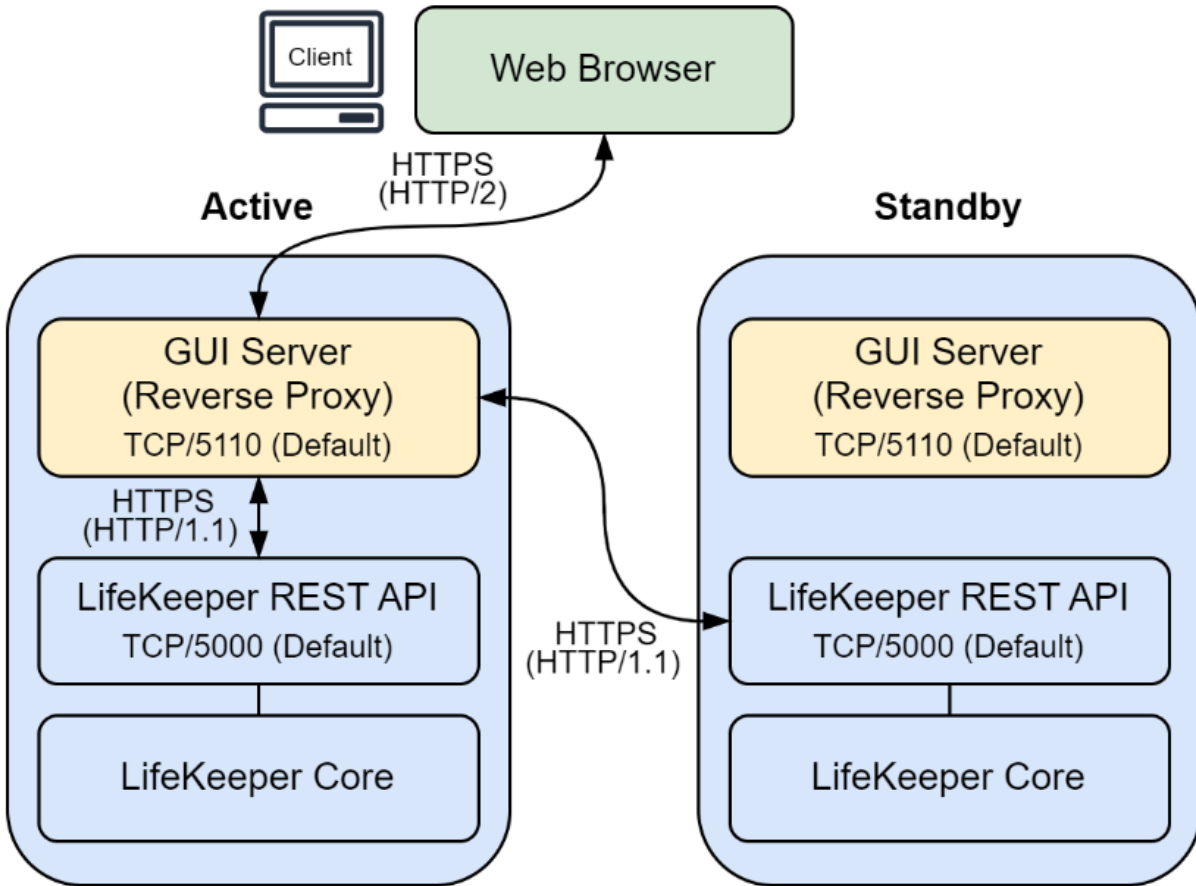 Client
Web Browser
HTTPS
(HTTP/2)
Active
Standby
GUI Server
(Reverse Proxy)
TCP/5110 (Default)
GUI Server
(Reverse Proxy)
TCP/5110 (Default)
HTTPS
(HTTP/1.1)
LifeKeeper REST API
TCP/5000 (Default)
HTTPS
(HTTP/1.1)
LifeKeeper REST API
TCP/5000 (Default)
LifeKeeper Core
LifeKeeper Core